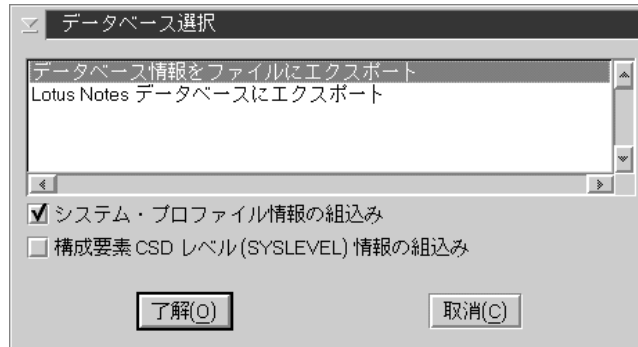 データベース選択
データベース情報をファイルにエクスポート
Lotus Notes データベースにエクスポート
システム・プロファイル情報の組込み
構成要素 CSD レベル (SYSLEVEL) 情報の組込み
了解(O) 取消(C)